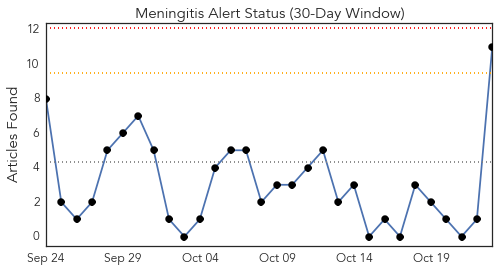 Meningitis Alert Status (30-Day Window)
Articles Found
12
10
8
6
4
2
0
Sep 24 Sep 29 Oct 04 Oct 09 Oct 14 Oct 19